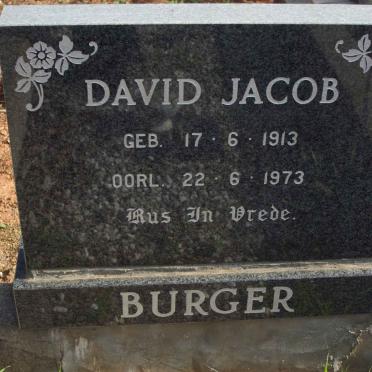 DAVID JACOB
GEB. 17·6·1913
OORL. 22·6·1973
Rus In Vrede.
BURGER